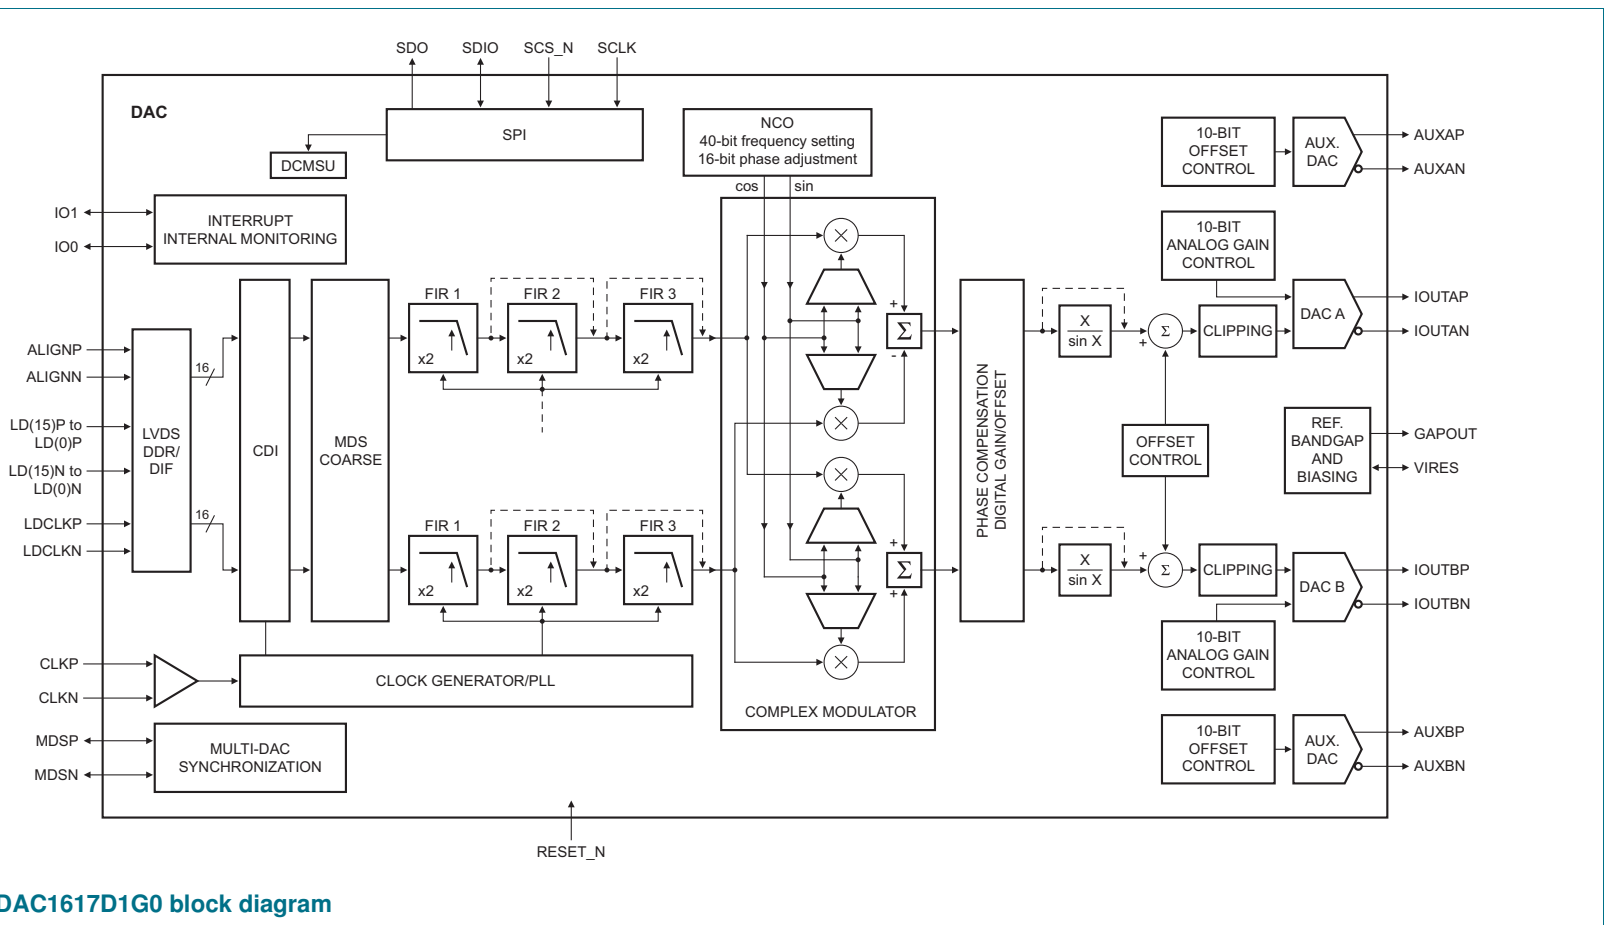 SDO
SDIO
SCS_N
SCLK
DAC
SPI
DCMSU
NCO
40-bit frequency setting
16-bit phase adjustment
cos
sin
10-BIT
OFFSET
CONTROL
AUX.
DAC
AUXAP
AUXAN
IO1
IO0
INTERRUPT
INTERNAL MONITORING
10-BIT
ANALOG GAIN
CONTROL
FIR 1
FIR 2
FIR 3
x2
x2
x2
+
Σ
-
X
sin X
+
Σ
CLIPPING
DAC A
IOUTAP
IOUTAN
ALIGNP
ALIGNN
LD(15)P to
LD(0)P
LD(15)N to
LD(0)N
LDCLKP
LDCLKN
LVDS
DDR/
DIF
16
16
CDI
MDS
COARSE
PHASE COMPENSATION
DIGITAL GAIN/OFFSET
OFFSET
CONTROL
REF.
BANDGAP
AND
BIASING
GAPOUT
VIRES
FIR 1
FIR 2
FIR 3
x2
x2
x2
+
Σ
+
X
sin X
+
Σ
CLIPPING
DAC B
IOUTBP
IOUTBN
10-BIT
ANALOG GAIN
CONTROL
CLKP
CLKN
CLOCK GENERATOR/PLL
COMPLEX MODULATOR
MDSP
MDSN
MULTI-DAC
SYNCHRONIZATION
10-BIT
OFFSET
CONTROL
AUX.
DAC
AUXBP
AUXBN
RESET_N
DAC1617D1G0 block diagram